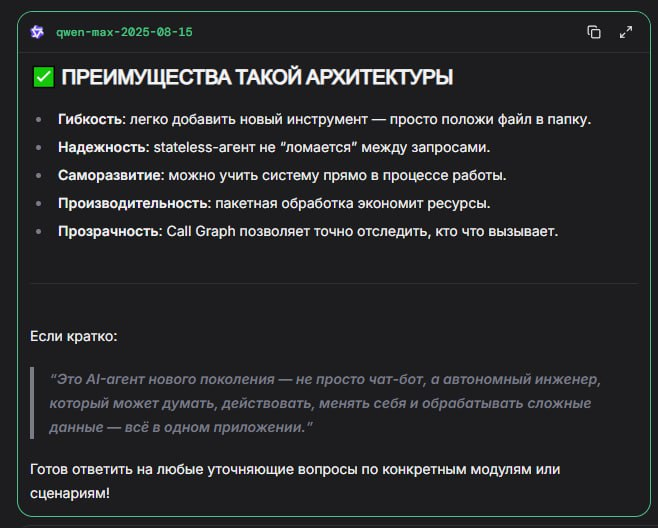 qwen-max-2025-08-15
✅ ПРЕИМУЩЕСТВА ТАКОЙ АРХИТЕКТУРЫ
• Гибкость: легко добавить новый инструмент — просто положи файл в папку.
• Надежность: stateless-агент не “ломается” между запросами.
• Саморазвитие: можно учить систему прямо в процессе работы.
• Производительность: пакетная обработка экономит ресурсы.
• Прозрачность: Call Graph позволяет точно отследить, кто что вызывает.
Если кратко:
“Это AI-агент нового поколения — не просто чат-бот, а автономный инженер,
который может думать, действовать, менять себя и обрабатывать сложные
данные — всё в одном приложении.”
Готов ответить на любые уточняющие вопросы по конкретным модулям или
сценариям!